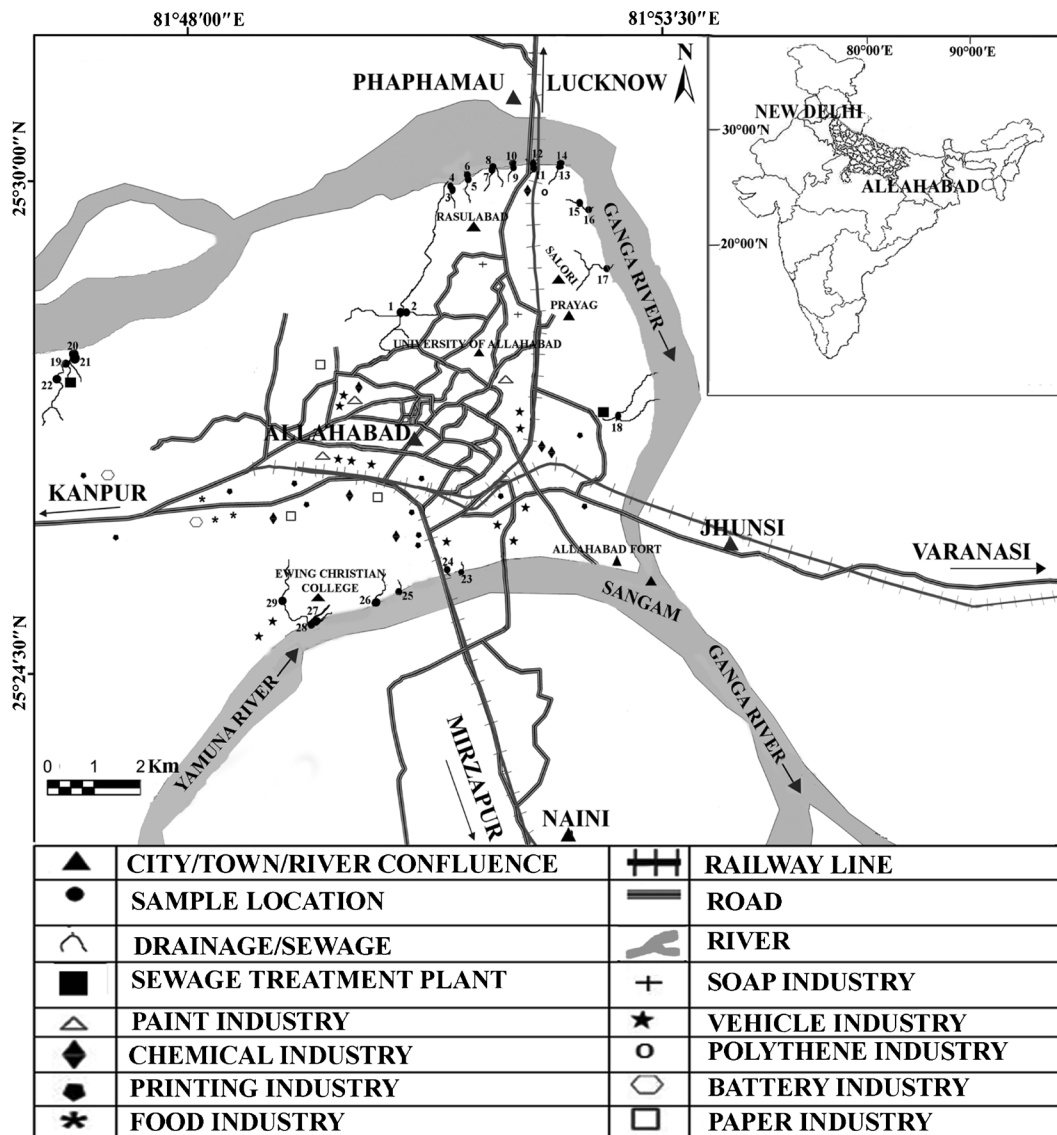 81°48′00″E
81°53′30″E
N
80°00′E
90°00′E
PHAPHAMAU
LUCKNOW
NEW DELHI
30°00′N
ALLAHABAD
20°00′N
25°30′00″N
8
10
12
14
6
7
9
11
13
4
5
3
RASULABAD
15
16
GANGA RIVER
SALORI
17
PRAYAG
1
2
UNIVERSITY OF ALLAHABAD
20
19
21
22
18
ALLAHABAD
KANPUR
JHUNSI
VARANASI
ALLAHABAD FORT
24
23
EWING CHRISTIAN
COLLEGE
SANGAM
29
26
25
27
28
25°24′30″N
YAMUNA RIVER
GANGA RIVER
MIRZAPUR
0 1 2 Km
NAINI
CITY/TOWN/RIVER CONFLUENCE
RAILWAY LINE
SAMPLE LOCATION
ROAD
DRAINAGE/SEWAGE
RIVER
SEWAGE TREATMENT PLANT
SOAP INDUSTRY
PAINT INDUSTRY
VEHICLE INDUSTRY
CHEMICAL INDUSTRY
POLYTHENE INDUSTRY
PRINTING INDUSTRY
BATTERY INDUSTRY
FOOD INDUSTRY
PAPER INDUSTRY